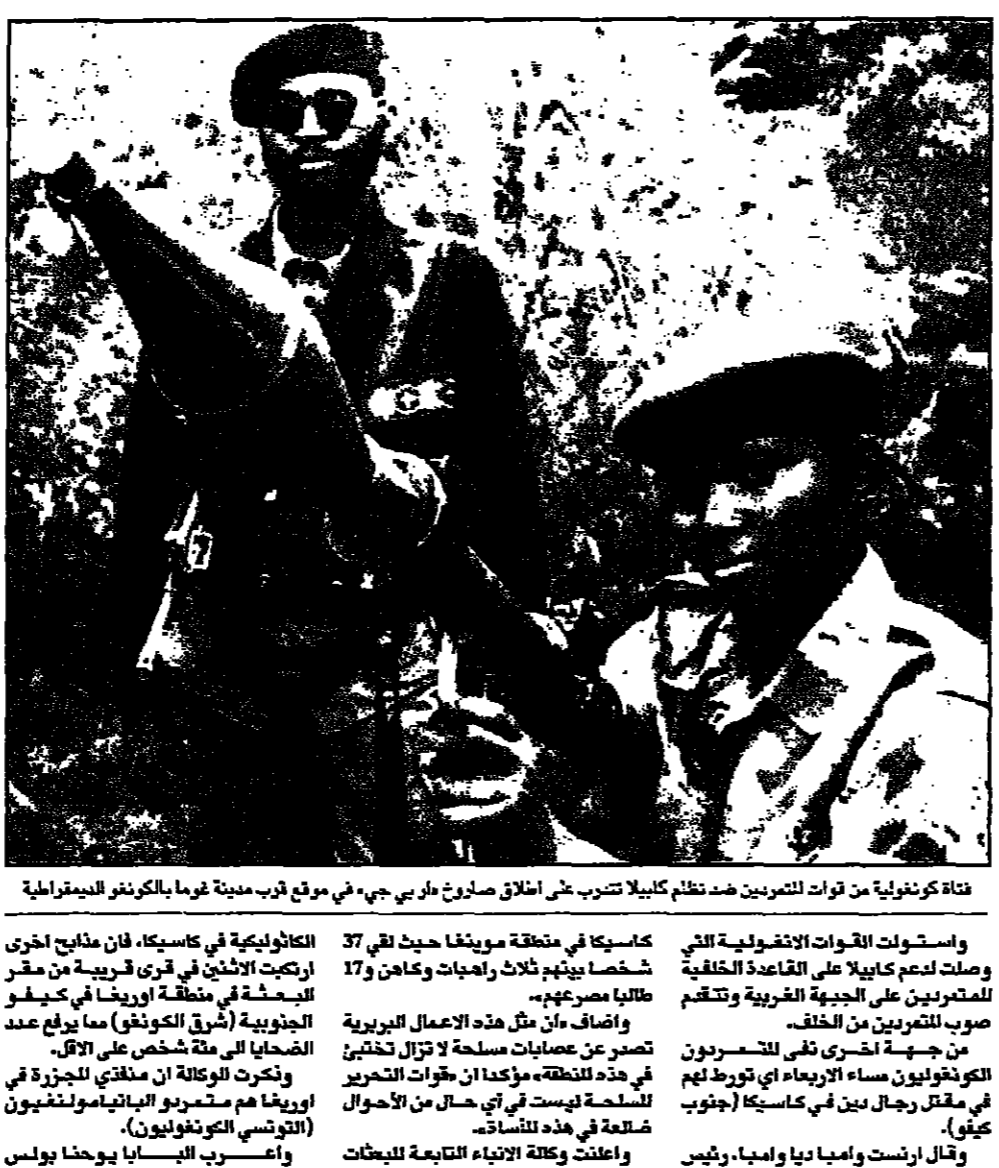 فتاة كونغولية من قوات المتمردين ضد نظام كابيلا تتدرب على اطلاق صاروخ «ار بي جي» في موقع قرب مدينة غوما بالكونغو الديمقراطية
واستولت القوات الانغولية التي
وصلت لدعم كابيلا على القاعدة الخلفية
للمتمردين على الجبهة الغربية وتتقدم
صوب المتمردين من الخلف.
من جهة اخرى نفى المتمردون
الكونغوليون مساء الاربعاء اي تورط لهم
في مقتل رجال دين في كاسيكا (جنوب
كيفو).
وقال ارنست وامبا ديا وامبا، رئيس
كاسيكا في منطقة موينغا حيث لقي 37
شخصا بينهم ثلاث راهبات وكاهن و17
طالبا مصرعهم».
واضاف «ان مثل هذه الاعمال البربرية
تصدر عن عصابات مسلحة لا تزال تختبئ
في هذه المنطقة» مؤكدا ان «قوات التحرير
المسلحة ليست في أي حال من الأحوال
ضالعة في هذه المأساة».
واعلنت وكالة الانباء التابعة للبعثات
الكاثوليكية في كاسيكا، فان مذابح اخرى
ارتكبت الاثنين في قرى قريبة من مقر
البعثة في منطقة اوريغا في كيفو
الجنوبية (شرق الكونغو) مما يرفع عدد
الضحايا الى مئة شخص على الاقل.
وذكرت الوكالة ان منفذي المجزرة في
اوريغا هم متمردو البانيامولنغيون
(التوتسي الكونغوليون).
واعرب البابا يوحنا بولس